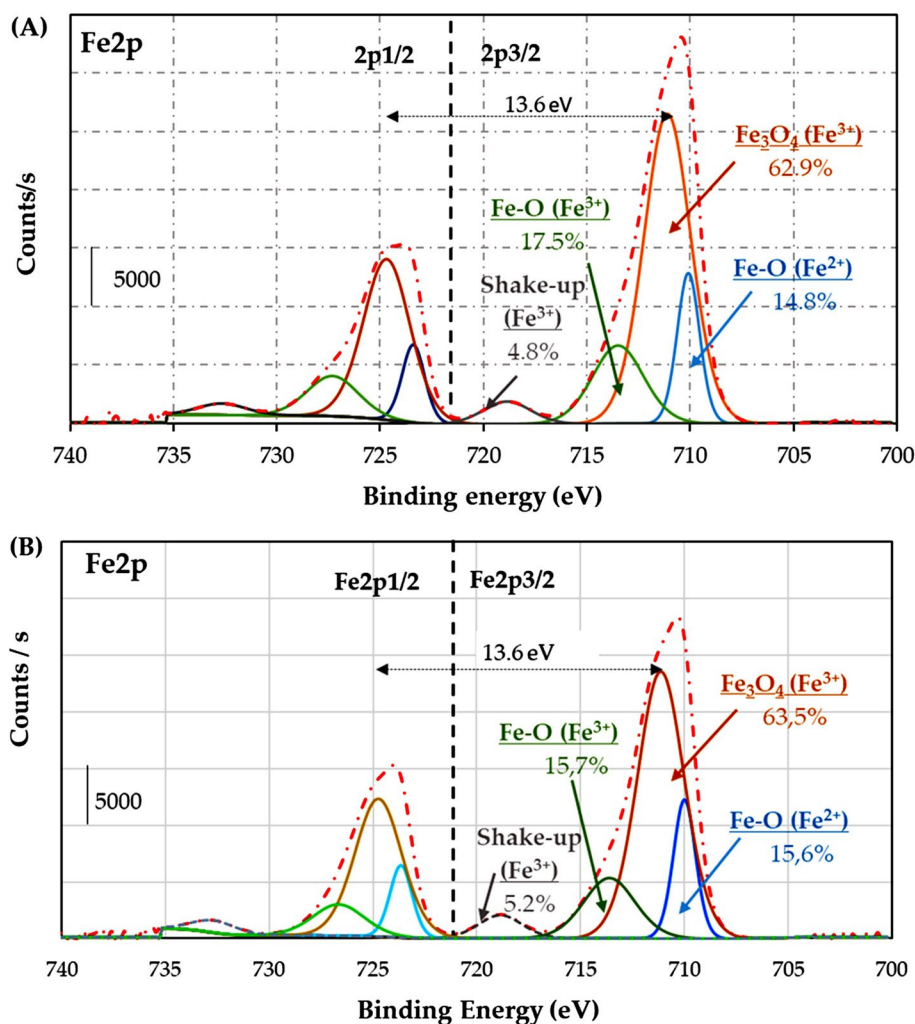 (A)
Fe2p
2p1/2 2p3/2
13.6 eV
Fe3O4 (Fe3+)
62.9%
Fe-O (Fe3+)
17.5%
Fe-O (Fe2+)
14.8%
Shake-up
(Fe3+)
4.8%
5000
Counts/s
740 735 730 725 720 715 710 705 700
Binding energy (eV)
(B)
Fe2p
Fe2p1/2 Fe2p3/2
13.6 eV
Fe3O4 (Fe3+)
63,5%
Fe-O (Fe3+)
15,7%
Fe-O (Fe2+)
15,6%
Shake-up
(Fe3+)
5.2%
5000
Counts / s
740 735 730 725 720 715 710 705 700
Binding Energy (eV)